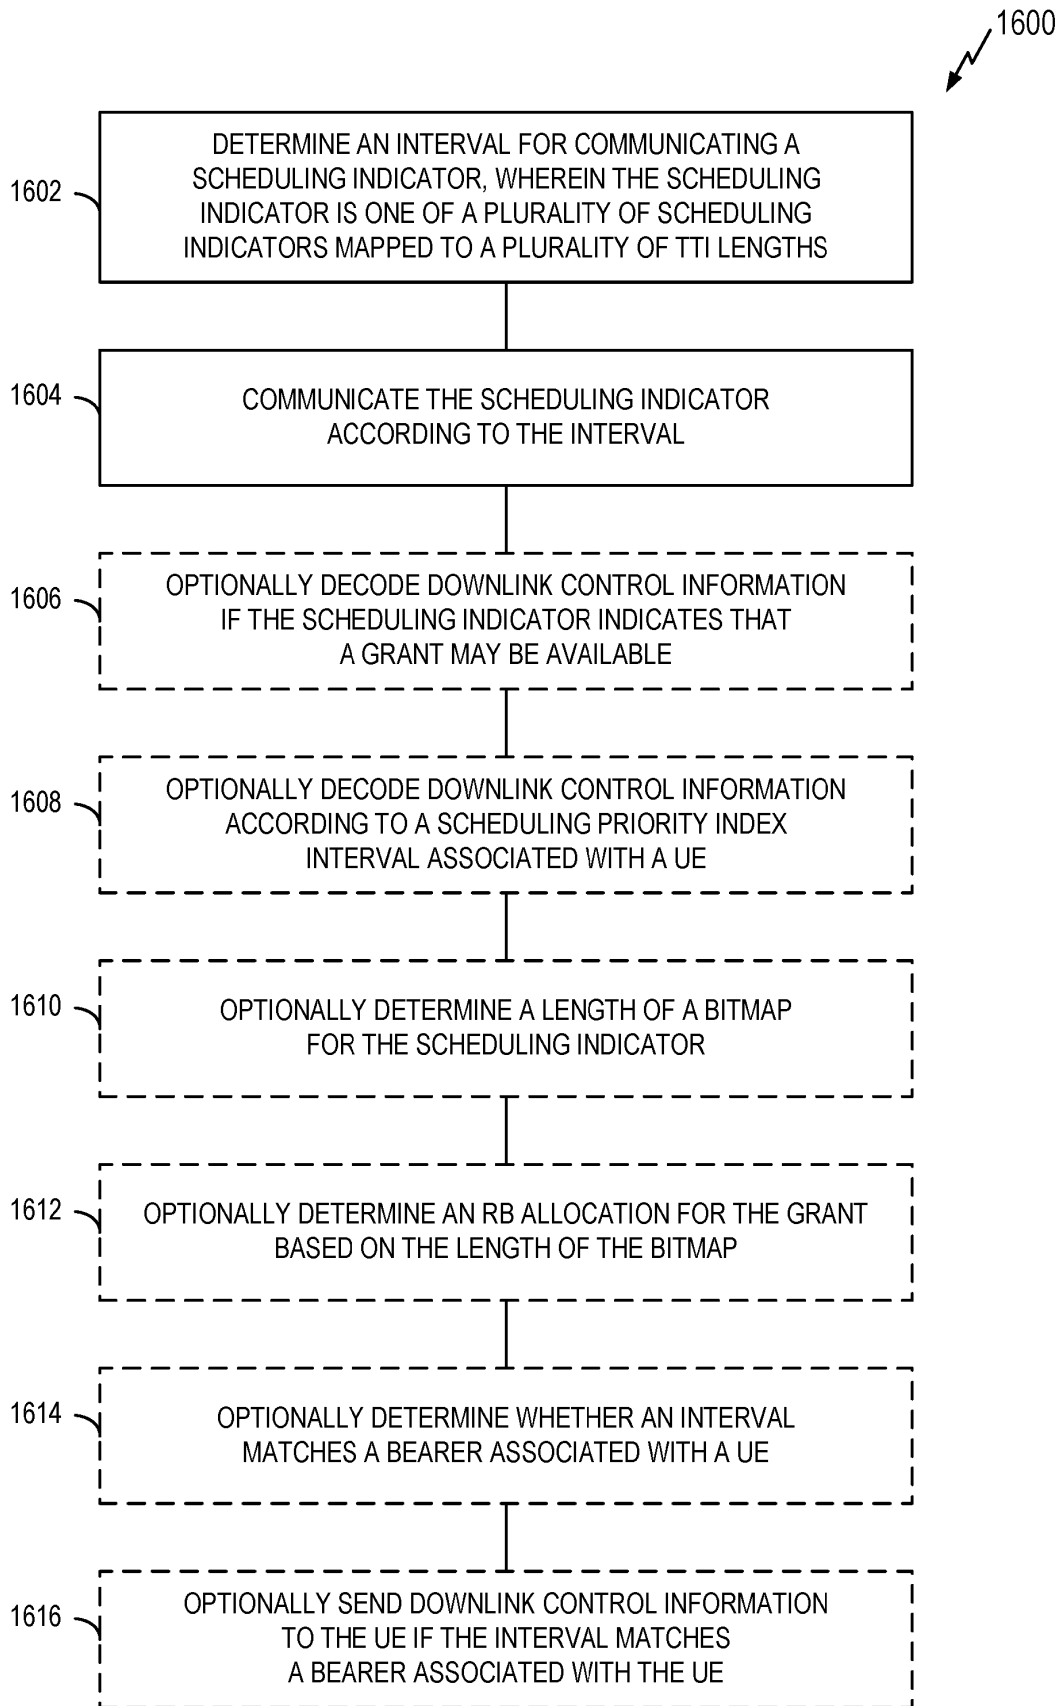 1600
1602
DETERMINE AN INTERVAL FOR COMMUNICATING A
SCHEDULING INDICATOR, WHEREIN THE SCHEDULING
INDICATOR IS ONE OF A PLURALITY OF SCHEDULING
INDICATORS MAPPED TO A PLURALITY OF TTI LENGTHS
1604
COMMUNICATE THE SCHEDULING INDICATOR
ACCORDING TO THE INTERVAL
1606
OPTIONALLY DECODE DOWNLINK CONTROL INFORMATION
IF THE SCHEDULING INDICATOR INDICATES THAT
A GRANT MAY BE AVAILABLE
1608
OPTIONALLY DECODE DOWNLINK CONTROL INFORMATION
ACCORDING TO A SCHEDULING PRIORITY INDEX
INTERVAL ASSOCIATED WITH A UE
1610
OPTIONALLY DETERMINE A LENGTH OF A BITMAP
FOR THE SCHEDULING INDICATOR
1612
OPTIONALLY DETERMINE AN RB ALLOCATION FOR THE GRANT
BASED ON THE LENGTH OF THE BITMAP
1614
OPTIONALLY DETERMINE WHETHER AN INTERVAL
MATCHES A BEARER ASSOCIATED WITH A UE
1616
OPTIONALLY SEND DOWNLINK CONTROL INFORMATION
TO THE UE IF THE INTERVAL MATCHES
A BEARER ASSOCIATED WITH THE UE